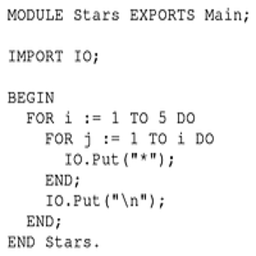 MODULE Stars EXPORTS Main;

IMPORT IO;

BEGIN
  FOR i := 1 TO 5 DO
    FOR j := 1 TO i DO
      IO.Put("*");
    END;
    IO.Put("\n");
  END;
END Stars.